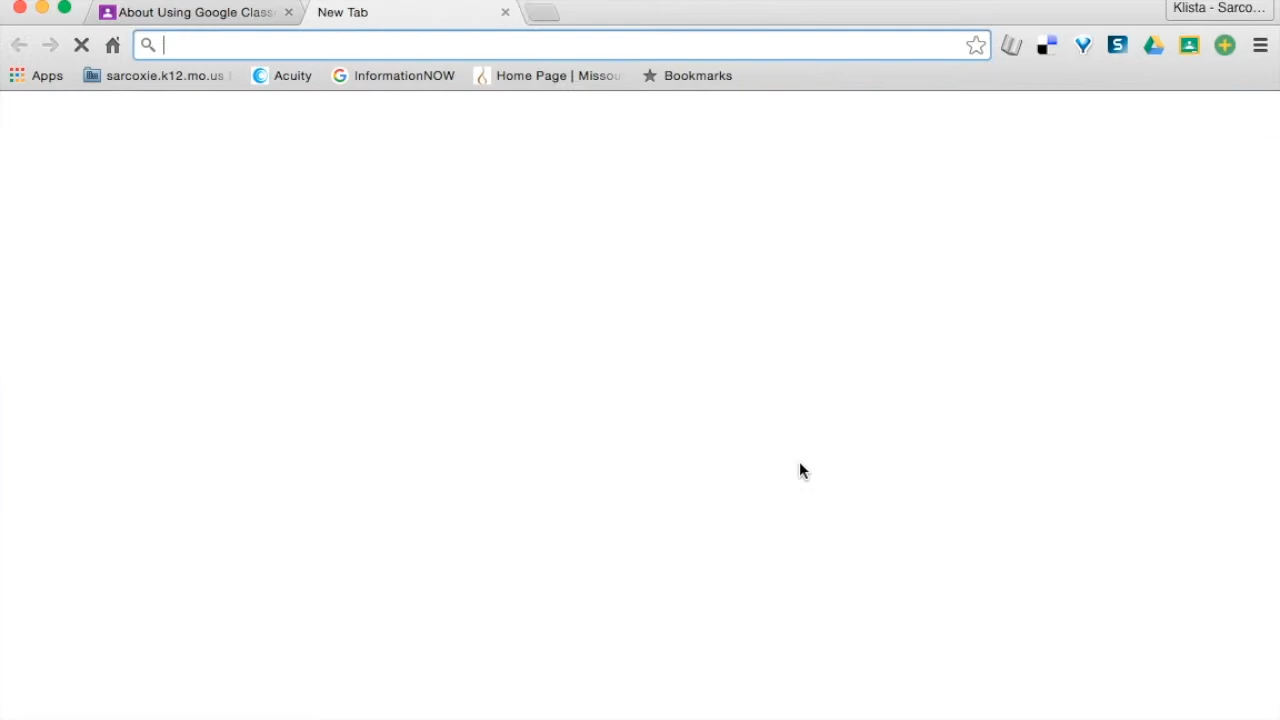 About Using Google Class
New Tab
Klista - Sarco...
Apps
sarcoxie.k12.mo.us
Acuity
InformationNOW
Home Page | Missou
Bookmarks